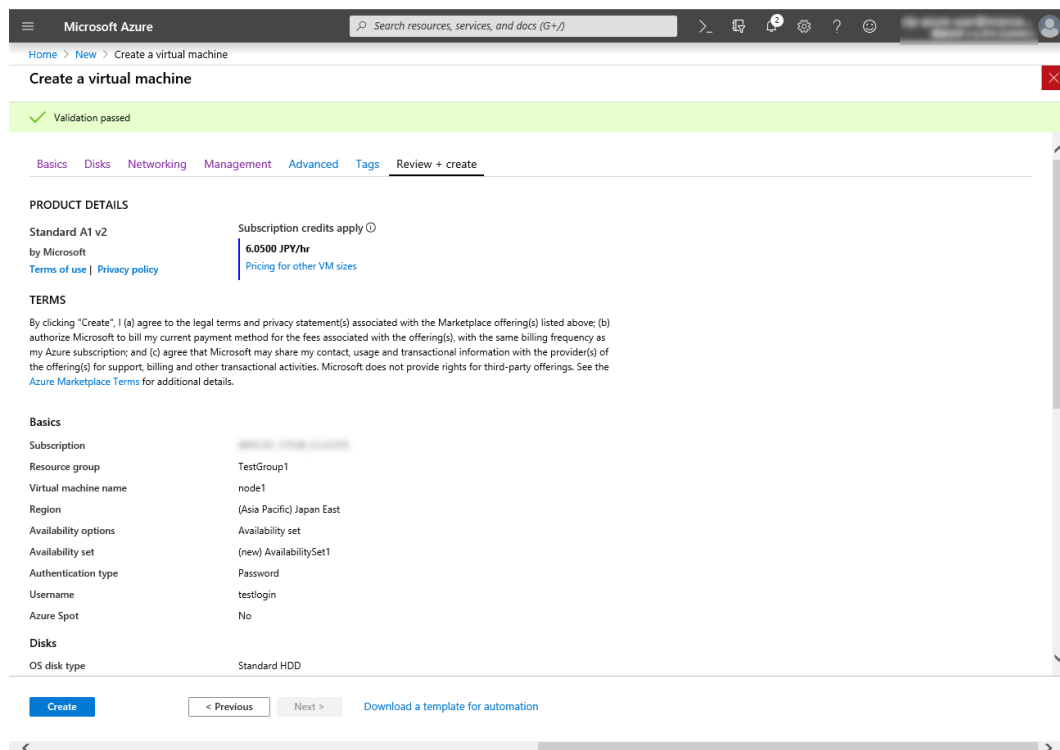 Microsoft Azure
Search resources, services, and docs (G+/)
2
Home > New > Create a virtual machine
Create a virtual machine
Validation passed
Basics Disks Networking Management Advanced Tags Review + create
PRODUCT DETAILS
Standard A1 v2
by Microsoft
Terms of use | Privacy policy
Subscription credits apply
6.0500 JPY/hr
Pricing for other VM sizes
TERMS
By clicking "Create", I (a) agree to the legal terms and privacy statement(s) associated with the Marketplace offering(s) listed above; (b)
authorize Microsoft to bill my current payment method for the fees associated with the offering(s), with the same billing frequency as
my Azure subscription; and (c) agree that Microsoft may share my contact, usage and transactional information with the provider(s) of
the offering(s) for support, billing and other transactional activities. Microsoft does not provide rights for third-party offerings. See the
Azure Marketplace Terms for additional details.
Basics
Subscription
Resource group TestGroup1
Virtual machine name node1
Region (Asia Pacific) Japan East
Availability options Availability set
Availability set (new) AvailabilitySet1
Authentication type Password
Username testlogin
Azure Spot No
Disks
OS disk type Standard HDD
Create < Previous Next > Download a template for automation